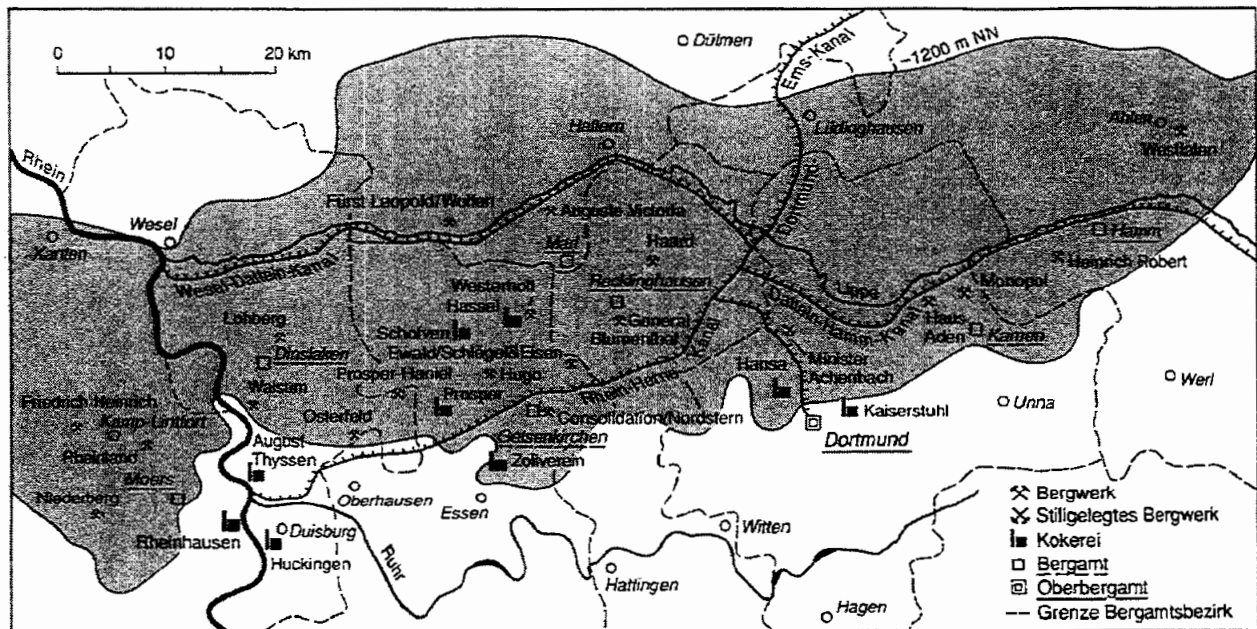 0 20 km
Dülmen
Ems-Kanal
-1200 m NN
Rhein
Haltern
Lüdinghausen
Ahlen
Westfalen
Fürst Leopold/Wulfen
Auguste Victoria
Dortmund-
Wesel
Xanten
Marl
Haard
Hamm
Heinrich Robert
Wesel-Datteln-Kanal
Recklinghausen
Lippe
Monopol
Westerholt
Hassel
General
Blumenthal
Datteln-Hamm-Kanal
Haus
Aden
Kamen
Lohberg
Scholven
Dinslaken
Ewald/Schlägel&Eisen
Hugo
Kanal
Hansa
Minister
Achenbach
Werl
Prosper-Haniel
Prosper
Rhein-Herne-
Walsum
Friedrich Heinrich
Kamp-Lintfort
Osterfeld
Consolidation/Nordstern
Kaiserstuhl
Unna
Gelsenkirchen
Dortmund
Rheinland
August
Thyssen
Zollverein
Moers
Niederberg
Oberhausen
Essen
Witten
Rheinhausen
Duisburg
Huckingen
Ruhr
Hattingen
Hagen
Bergwerk
Stillgelegtes Bergwerk
Kokerei
Bergamt
Oberbergamt
Grenze Bergamtsbezirk